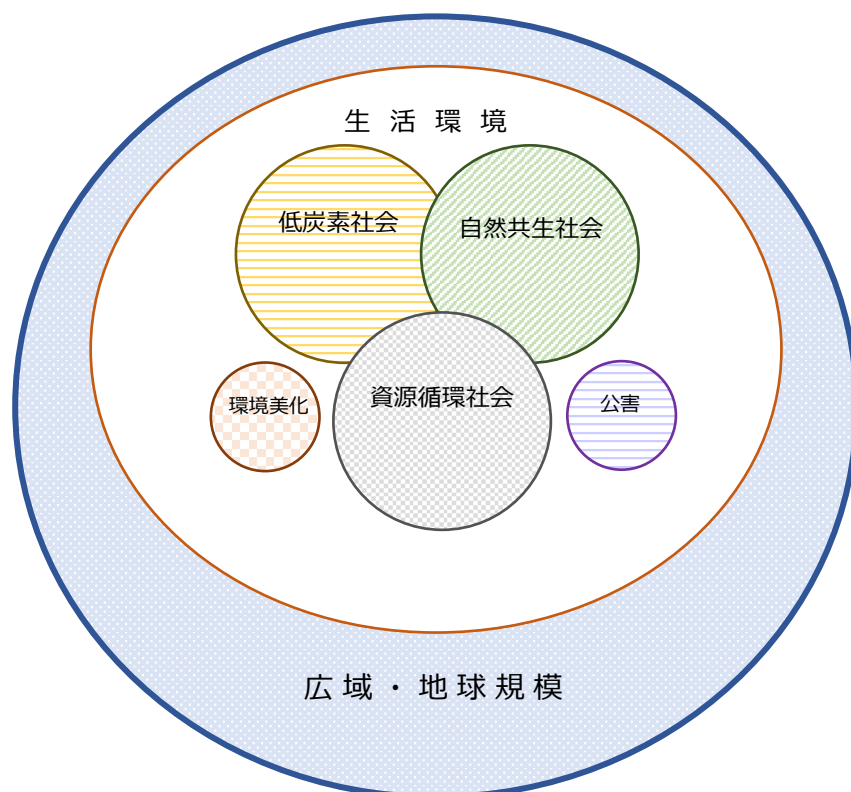 生活環境
低炭素社会
自然共生社会
資源循環社会
環境美化
公害
広域・地球規模